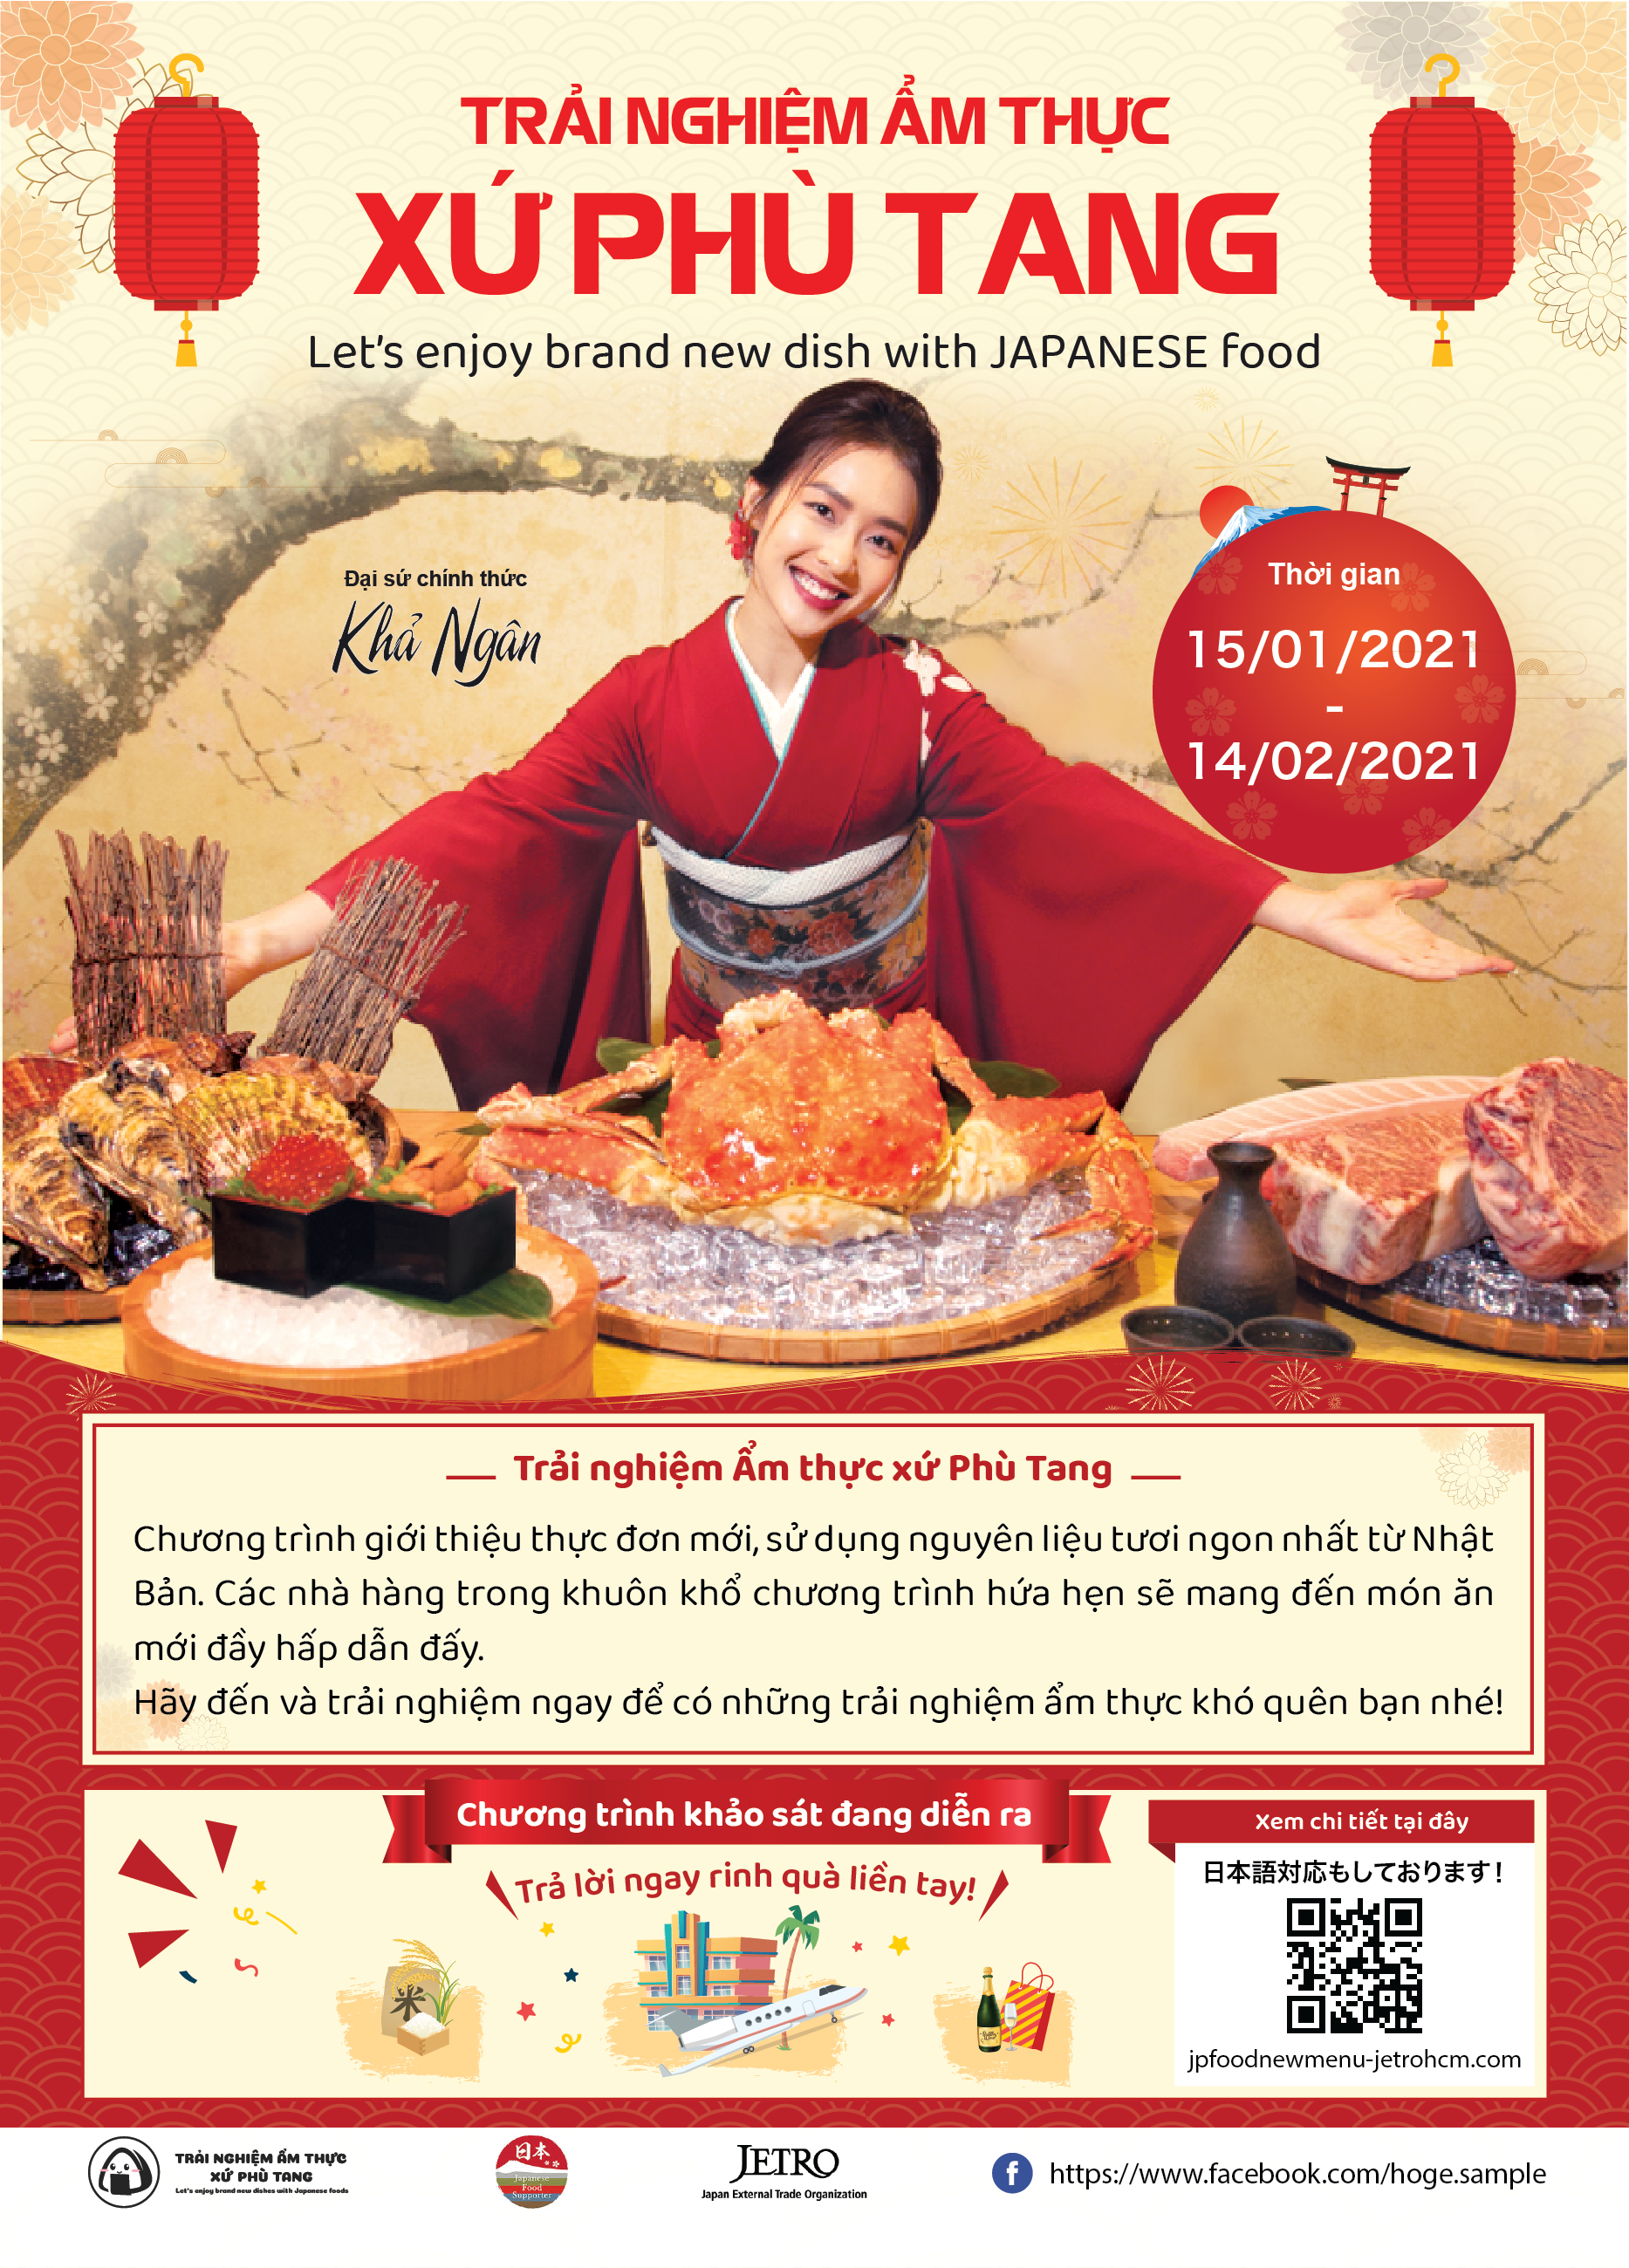 TRẢI NGHIỆM ẨM THỰC
XỨ PHÙ TANG
Let's enjoy brand new dish with JAPANESE food
Đại sứ chính thức
Khả Ngân
Thời gian
15/01/2021
-
14/02/2021
Trải nghiệm Ẩm thực xứ Phù Tang
Chương trình giới thiệu thực đơn mới, sử dụng nguyên liệu tươi ngon nhất từ Nhật
Bản. Các nhà hàng trong khuôn khổ chương trình hứa hẹn sẽ mang đến món ăn
mới đầy hấp dẫn đấy.
Hãy đến và trải nghiệm ngay để có những trải nghiệm ẩm thực khó quên bạn nhé!
Chương trình khảo sát đang diễn ra
Trả lời ngay rinh quà liền tay!
米
Xem chi tiết tại đây
日本語対応もしております！
jpfoodnewmenu-jetrohcm.com
TRẢI NGHIỆM ẨM THỰC
XỨ PHÙ TANG
Let's enjoy brand new dishes with Japanese foods
日本
Japanese
Food
Supporter
JETRO
Japan External Trade Organization
f
https://www.facebook.com/hoge.sample